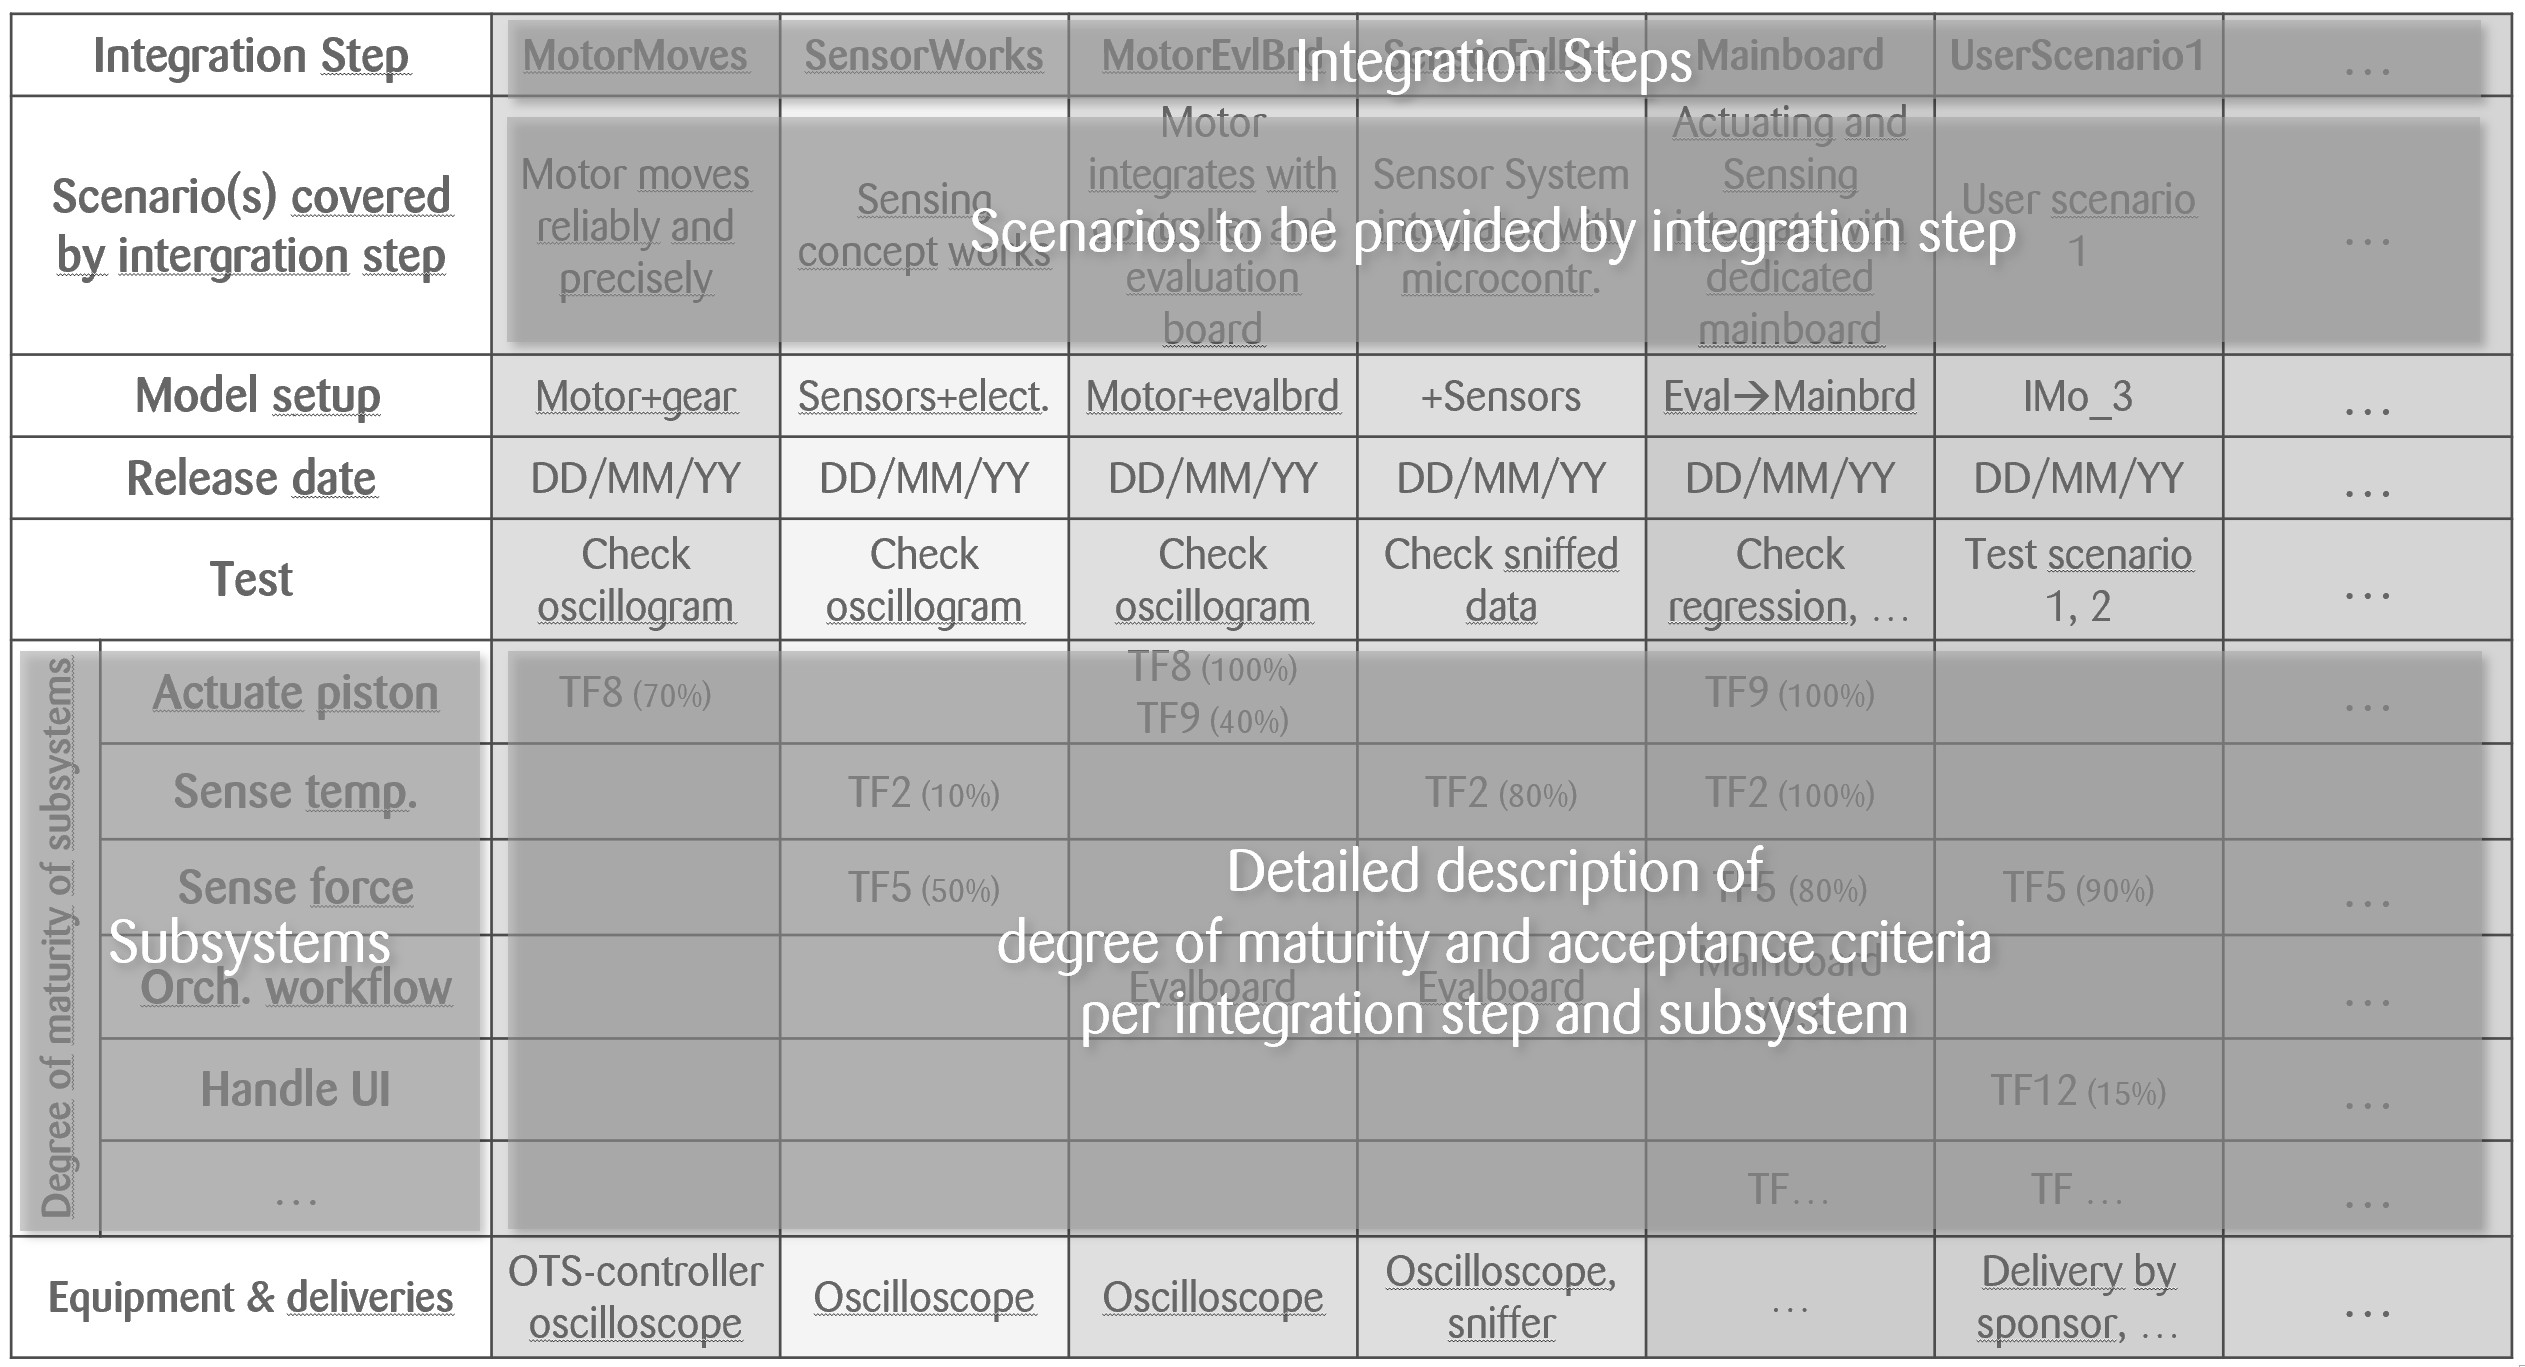 Integration Step
MotorMoves
SensorWorks
MotorEvlBrd
SensorEvlBrd
Mainboard
UserScenario1
...
Integration Steps
Scenario(s) covered
by intergration step
Motor moves
reliably and
precisely
Sensing
concept works
Motor
integrates with
controller and
evaluation
board
Sensor System
integrates with
microcontr.
Actuating and
Sensing
integrate with
dedicated
mainboard
User scenario
1
...
Scenarios to be provided by integration step
Model setup
Motor+gear
Sensors+elect.
Motor+evalbrd
+Sensors
Eval→Mainbrd
IMo_3
...
Release date
DD/MM/YY
DD/MM/YY
DD/MM/YY
DD/MM/YY
DD/MM/YY
DD/MM/YY
...
Test
Check
oscillogram
Check
oscillogram
Check
oscillogram
Check sniffed
data
Check
regression, ...
Test scenario
1, 2
...
Degree of maturity of subsystems
Subsystems
Actuate piston
TF8 (70%)
TF8 (100%)
TF9 (40%)
TF9 (100%)
...
Sense temp.
TF2 (10%)
TF2 (80%)
TF2 (100%)
Sense force
TF5 (50%)
TF5 (80%)
TF5 (90%)
...
Detailed description of
degree of maturity and acceptance criteria
per integration step and subsystem
Orch. workflow
Evalboard
Evalboard
Mainboard
...
Handle UI
TF12 (15%)
...
...
TF...
TF ...
...
Equipment & deliveries
OTS-controller
oscilloscope
Oscilloscope
Oscilloscope
Oscilloscope,
sniffer
...
Delivery by
sponsor, ...
...